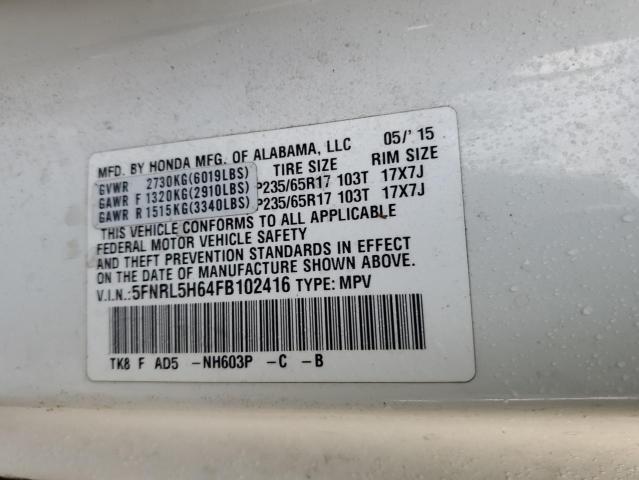 MFD. BY HONDA MFG. OF ALABAMA, LLC 05/'15
TIRE SIZE RIM SIZE
GVWR 2730KG(6019LBS)
GAWR F 1320KG(2910LBS) P235/65R17 103T 17X7J
GAWR R 1515KG(3340LBS) P235/65R17 103T 17X7J
THIS VEHICLE CONFORMS TO ALL APPLICABLE
FEDERAL MOTOR VEHICLE SAFETY
AND THEFT PREVENTION STANDARDS IN EFFECT
ON THE DATE OF MANUFACTURE SHOWN ABOVE.
V.I.N.:5FNRL5H64FB102416 TYPE: MPV
TK8 F AD5 -NH603P -C -B